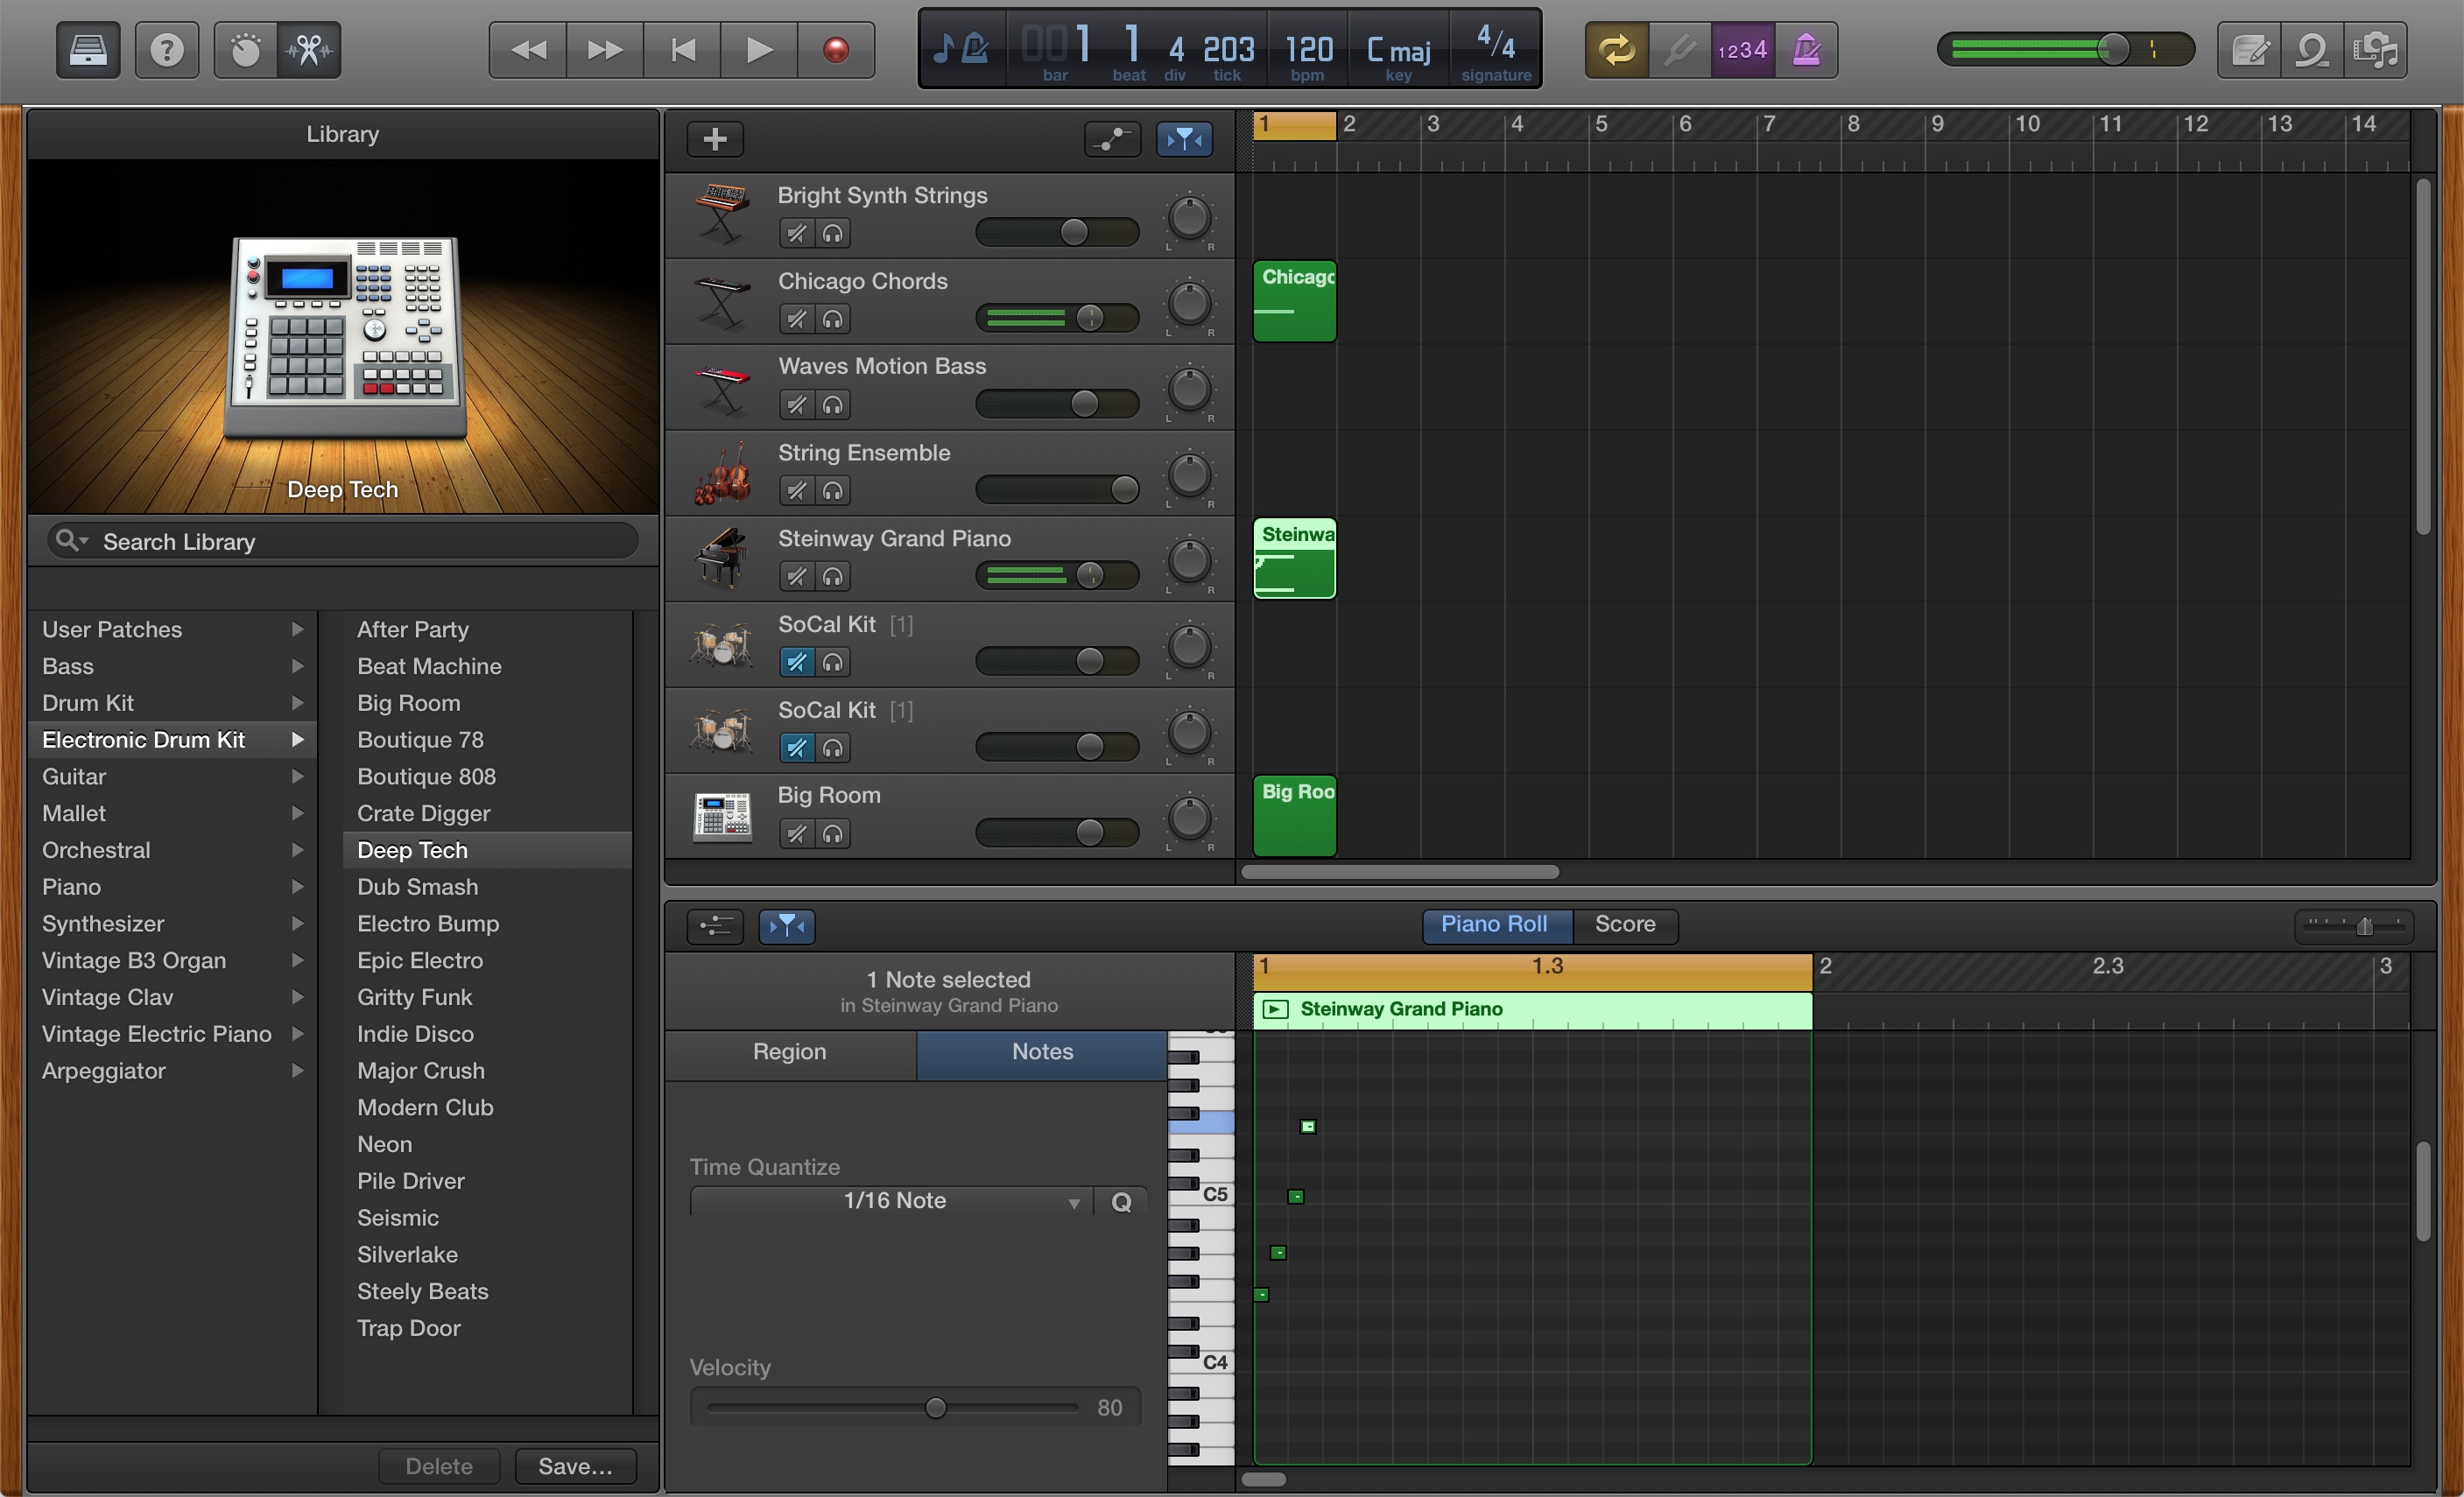 1 1 4 203 120 C maj 4/4
bar beat div tick bpm key signature
1234
Library
Deep Tech
Search Library
User Patches
Bass
Drum Kit
Electronic Drum Kit
Guitar
Mallet
Orchestral
Piano
Synthesizer
Vintage B3 Organ
Vintage Clav
Vintage Electric Piano
Arpeggiator
After Party
Beat Machine
Big Room
Boutique 78
Boutique 808
Crate Digger
Deep Tech
Dub Smash
Electro Bump
Epic Electro
Gritty Funk
Indie Disco
Major Crush
Modern Club
Neon
Pile Driver
Seismic
Silverlake
Steely Beats
Trap Door
Delete Save...
1 2 3 4 5 6 7 8 9 10 11 12 13 14
Bright Synth Strings
L R
Chicago Chords
L R
Chicago
Waves Motion Bass
L R
String Ensemble
L R
Steinway Grand Piano
L R
Steinwa
SoCal Kit [1]
L R
SoCal Kit [1]
L R
Big Room
L R
Big Roo
Piano Roll Score
1 Note selected
in Steinway Grand Piano
1 1.3 2 2.3 3
Steinway Grand Piano
Region Notes
Time Quantize
1/16 Note Q
Velocity
80
C5
C4